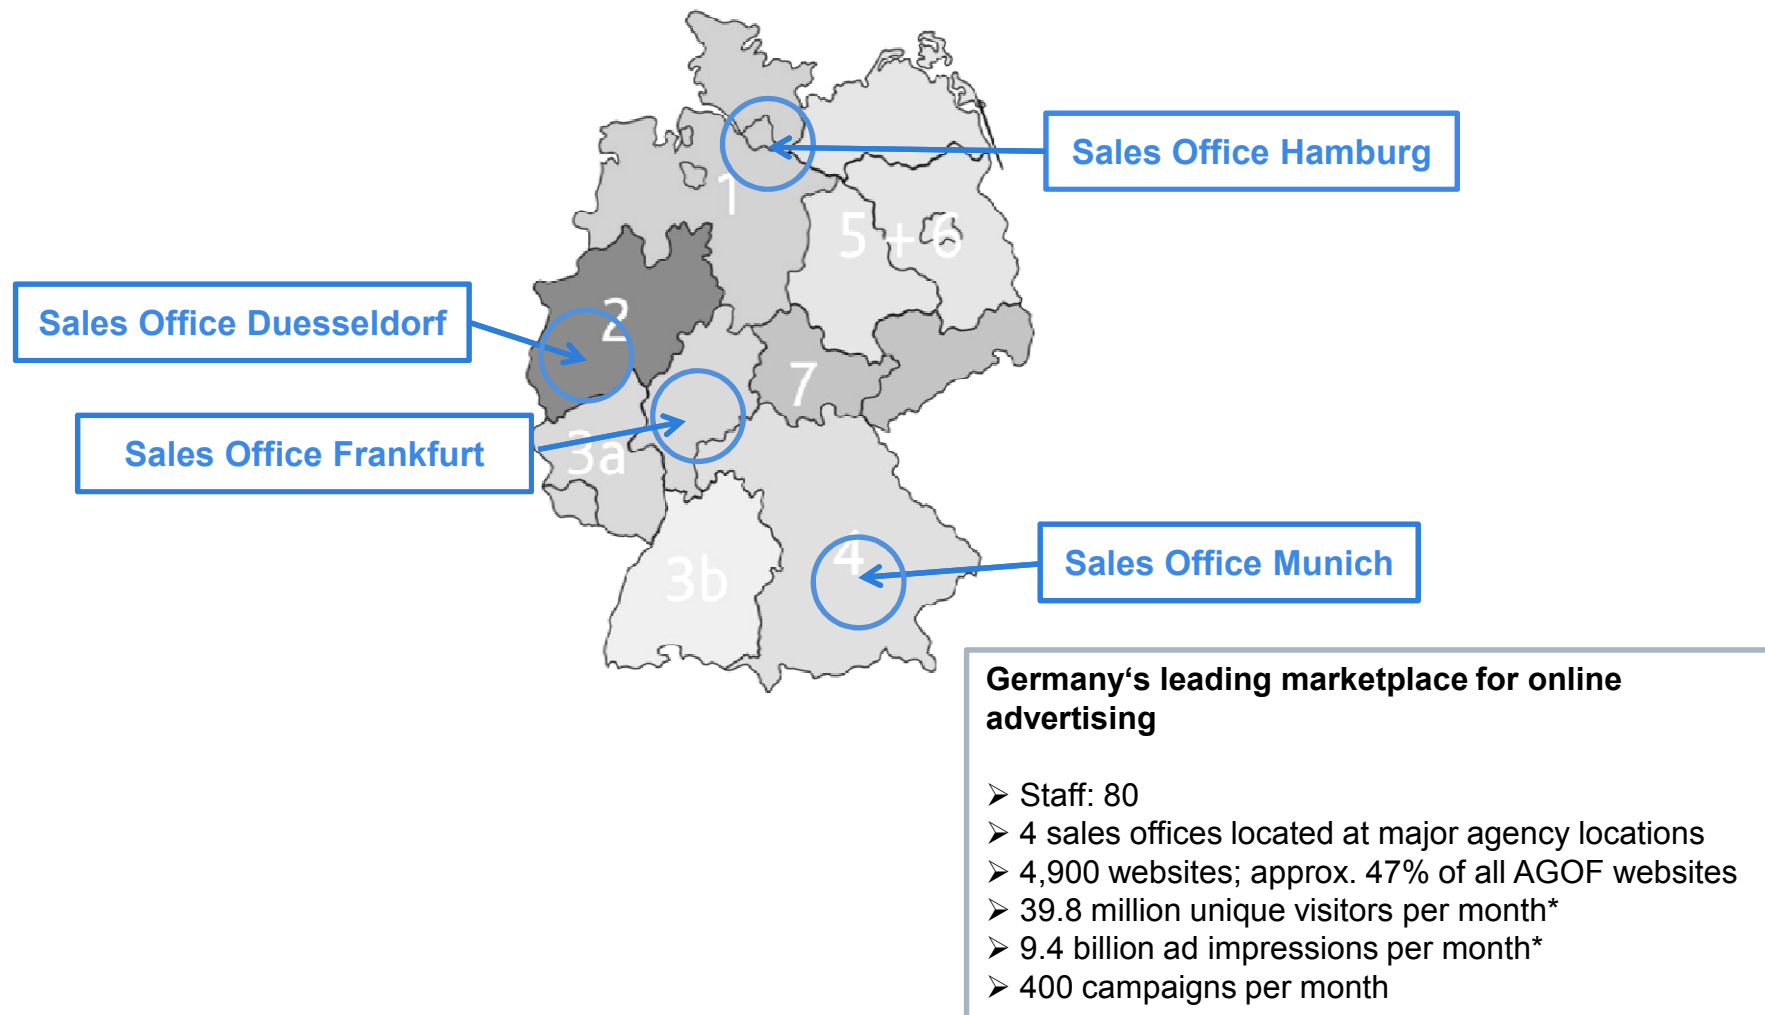 Sales Office Hamburg
1
5 + 6
Sales Office Duesseldorf
2
7
Sales Office Frankfurt
3a
4
Sales Office Munich
3b
Germany‘s leading marketplace for online
advertising
➢ Staff: 80
➢ 4 sales offices located at major agency locations
➢ 4,900 websites; approx. 47% of all AGOF websites
➢ 39.8 million unique visitors per month*
➢ 9.4 billion ad impressions per month*
➢ 400 campaigns per month